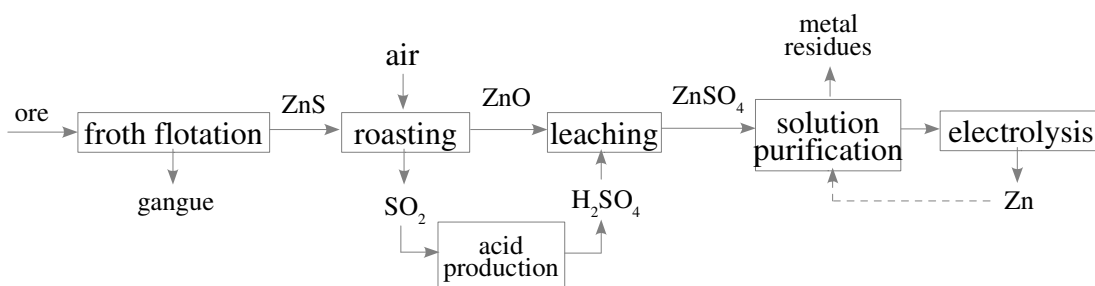 metal
residues
air
ore
ZnS
ZnO
ZnSO₄
froth flotation
roasting
leaching
solution
purification
electrolysis
gangue
SO₂
H₂SO₄
Zn
acid
production